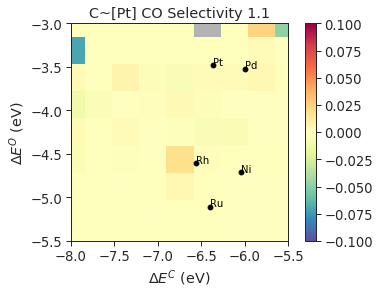 C~[Pt] CO Selectivity 1.1
−3.0
−3.5
−4.0
−4.5
−5.0
−5.5
ΔE^O (eV)
Pt
Pd
Rh
Ni
Ru
−8.0 −7.5 −7.0 −6.5 −6.0 −5.5
ΔE^C (eV)
0.100
0.075
0.050
0.025
0.000
−0.025
−0.050
−0.075
−0.100